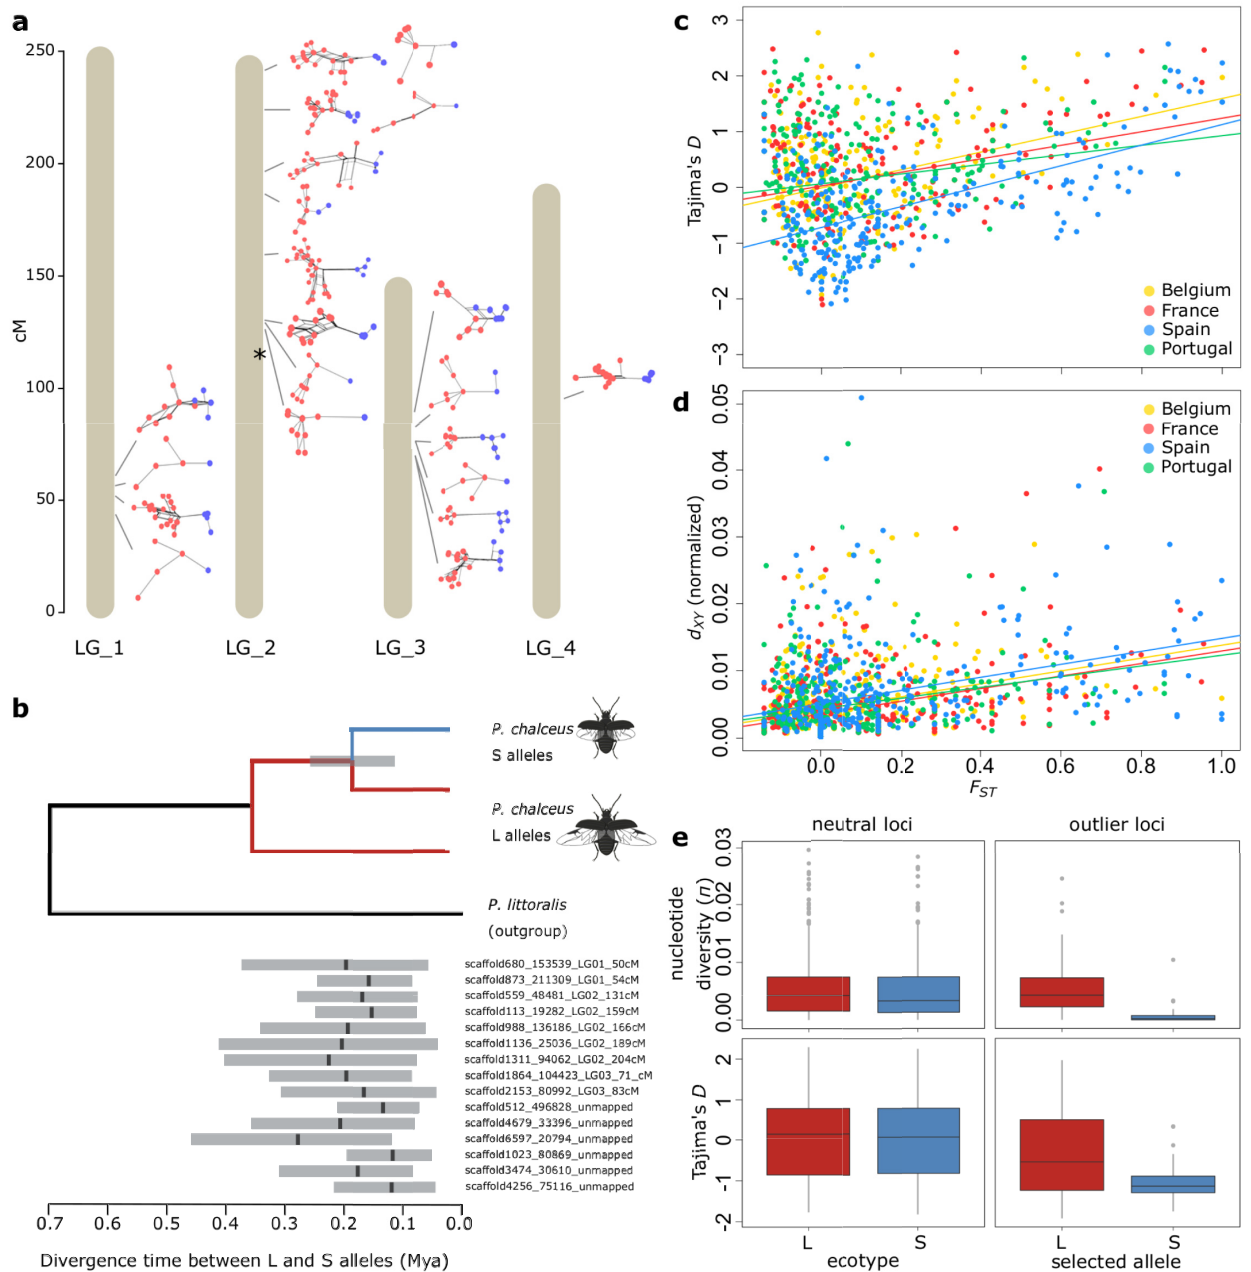 a
250
200
150
100
50
0
cM
*
LG_1
LG_2
LG_3
LG_4
b
P. chalceus
S alleles
P. chalceus
L alleles
P. littoralis
(outgroup)
scaffold680_153539_LG01_50cM
scaffold873_211309_LG01_54cM
scaffold559_48481_LG02_131cM
scaffold113_19282_LG02_159cM
scaffold988_136186_LG02_166cM
scaffold1136_25036_LG02_189cM
scaffold1311_94062_LG02_204cM
scaffold1864_104423_LG03_71_cM
scaffold2153_80992_LG03_83cM
scaffold512_496828_unmapped
scaffold4679_33396_unmapped
scaffold6597_20794_unmapped
scaffold1023_80869_unmapped
scaffold3474_30610_unmapped
scaffold4256_75116_unmapped
0.7 0.6 0.5 0.4 0.3 0.2 0.1 0.0
Divergence time between L and S alleles (Mya)
c
3
2
1
0
−1
−2
−3
Tajima's D
Belgium
France
Spain
Portugal
d
0.05
0.04
0.03
0.02
0.01
0.00
dXY (normalized)
Belgium
France
Spain
Portugal
0.0 0.2 0.4 0.6 0.8 1.0
FST
e
neutral loci
outlier loci
nucleotide
diversity (n)
0.03
0.02
0.01
0.00
Tajima's D
2
1
0
-1
-2
L S
ecotype
L S
selected allele